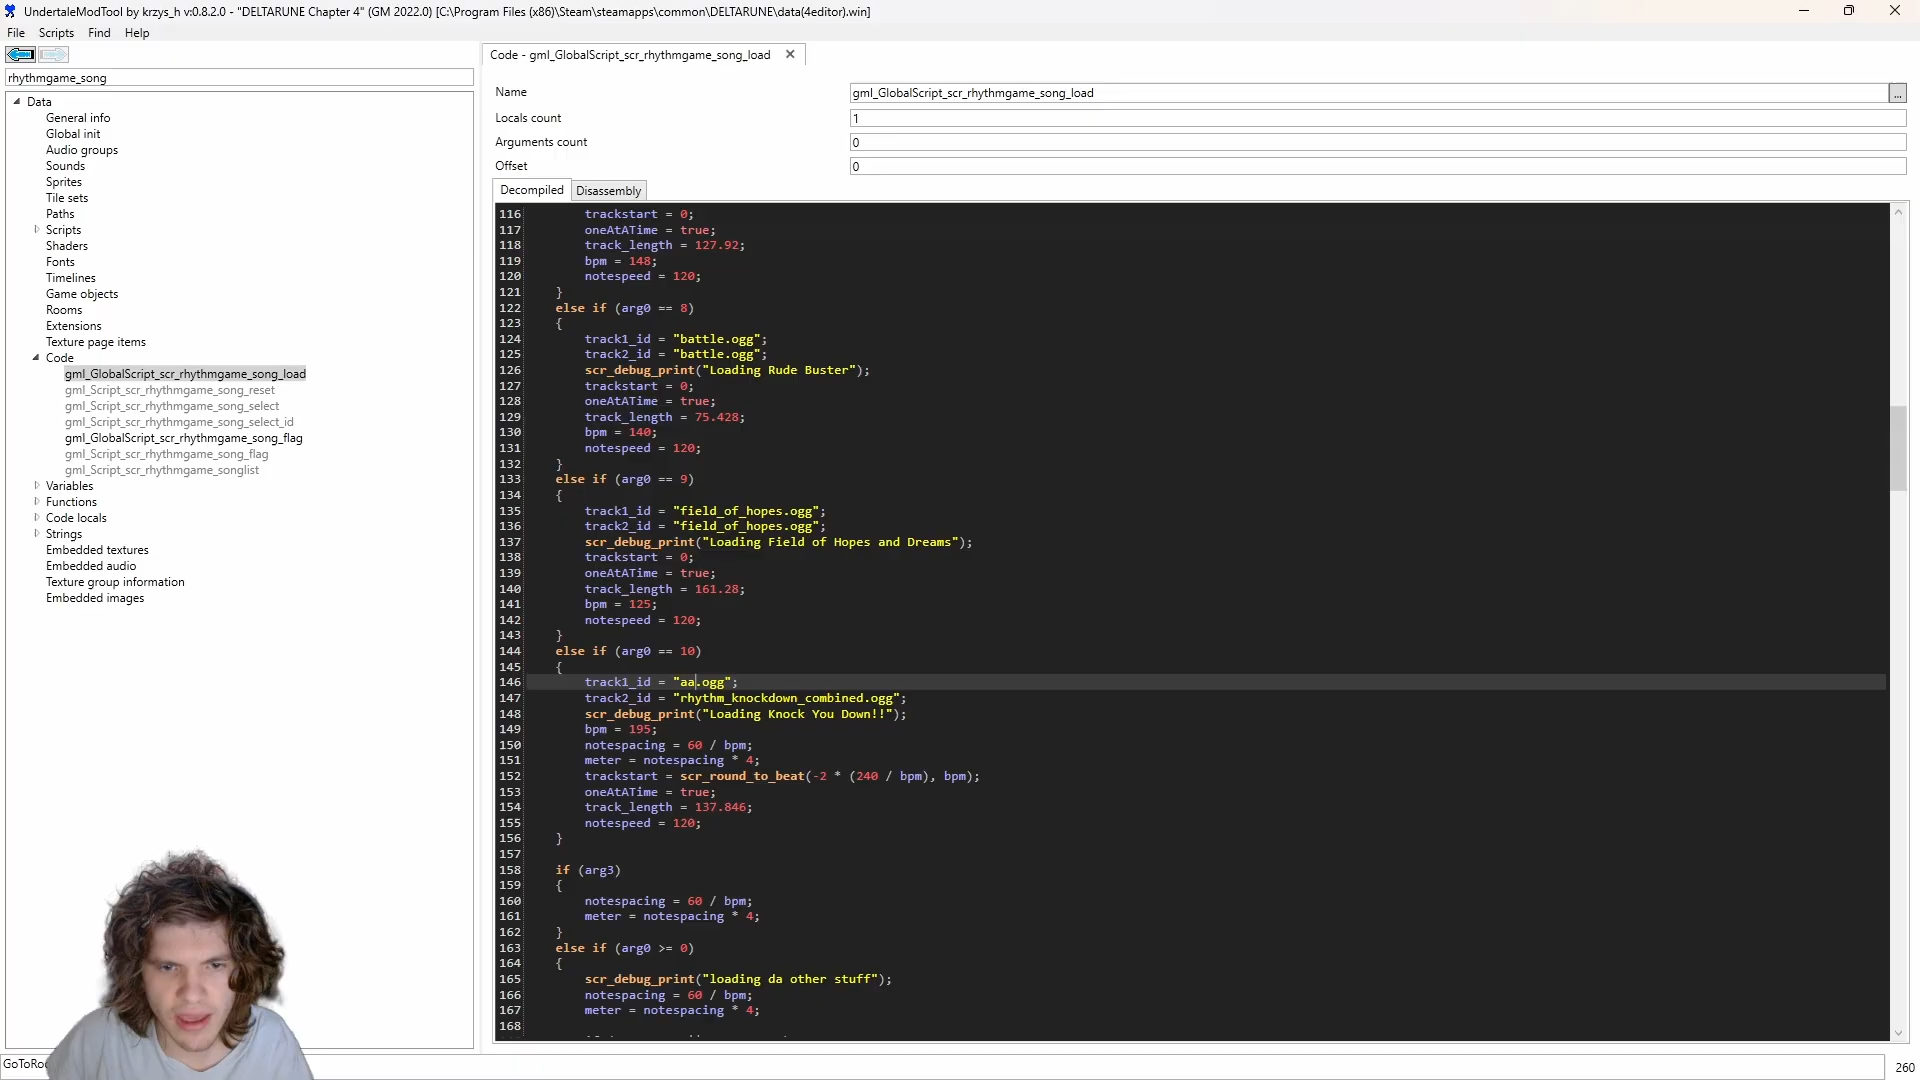 UndertaleModTool by krzys_h v:0.8.2.0 - "DELTARUNE Chapter 4" (GM 2022.0) [C:\Program Files (x86)\Steam\steamapps\common\DELTARUNE\data(4editor).win]
File Scripts Find Help
rhythmgame_song
Data
General info
Global init
Audio groups
Sounds
Sprites
Tile sets
Paths
Scripts
Shaders
Fonts
Timelines
Game objects
Rooms
Extensions
Texture page items
Code
gml_GlobalScript_scr_rhythmgame_song_load
gml_Script_scr_rhythmgame_song_reset
gml_Script_scr_rhythmgame_song_select
gml_Script_scr_rhythmgame_song_select_id
gml_GlobalScript_scr_rhythmgame_song_flag
gml_Script_scr_rhythmgame_song_flag
gml_Script_scr_rhythmgame_songlist
Variables
Functions
Code locals
Strings
Embedded textures
Embedded audio
Texture group information
Embedded images
Code - gml_GlobalScript_scr_rhythmgame_song_load
Name gml_GlobalScript_scr_rhythmgame_song_load ...
Locals count 1
Arguments count 0
Offset 0
Decompiled Disassembly
116 trackstart = 0;
117 oneAtATime = true;
118 track_length = 127.92;
119 bpm = 148;
120 notespeed = 120;
121 }
122 else if (arg0 == 8)
123 {
124 track1_id = "battle.ogg";
125 track2_id = "battle.ogg";
126 scr_debug_print("Loading Rude Buster");
127 trackstart = 0;
128 oneAtATime = true;
129 track_length = 75.428;
130 bpm = 140;
131 notespeed = 120;
132 }
133 else if (arg0 == 9)
134 {
135 track1_id = "field_of_hopes.ogg";
136 track2_id = "field_of_hopes.ogg";
137 scr_debug_print("Loading Field of Hopes and Dreams");
138 trackstart = 0;
139 oneAtATime = true;
140 track_length = 161.28;
141 bpm = 125;
142 notespeed = 120;
143 }
144 else if (arg0 == 10)
145 {
146 track1_id = "aa.ogg";
147 track2_id = "rhythm_knockdown_combined.ogg";
148 scr_debug_print("Loading Knock You Down!!");
149 bpm = 195;
150 notespacing = 60 / bpm;
151 meter = notespacing * 4;
152 trackstart = scr_round_to_beat(-2 * (240 / bpm), bpm);
153 oneAtATime = true;
154 track_length = 137.846;
155 notespeed = 120;
156 }
157
158 if (arg3)
159 {
160 notespacing = 60 / bpm;
161 meter = notespacing * 4;
162 }
163 else if (arg0 >= 0)
164 {
165 scr_debug_print("loading da other stuff");
166 notespacing = 60 / bpm;
167 meter = notespacing * 4;
168
260